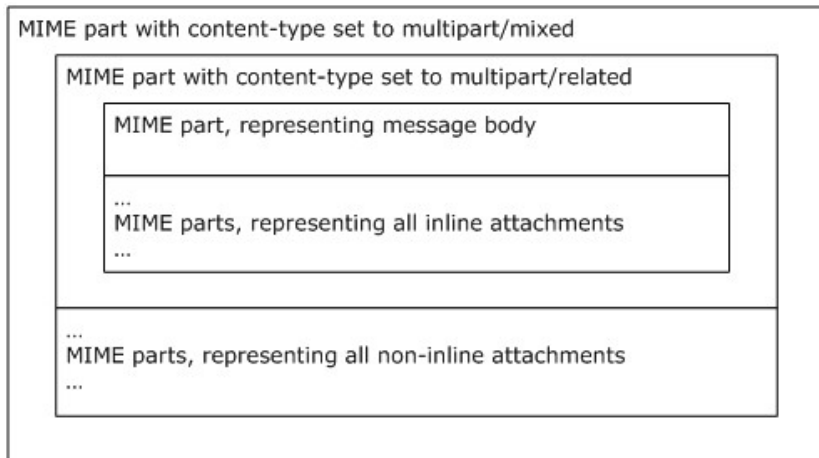 MIME part with content-type set to multipart/mixed
MIME part with content-type set to multipart/related
MIME part, representing message body
...
MIME parts, representing all inline attachments
...
...
MIME parts, representing all non-inline attachments
...